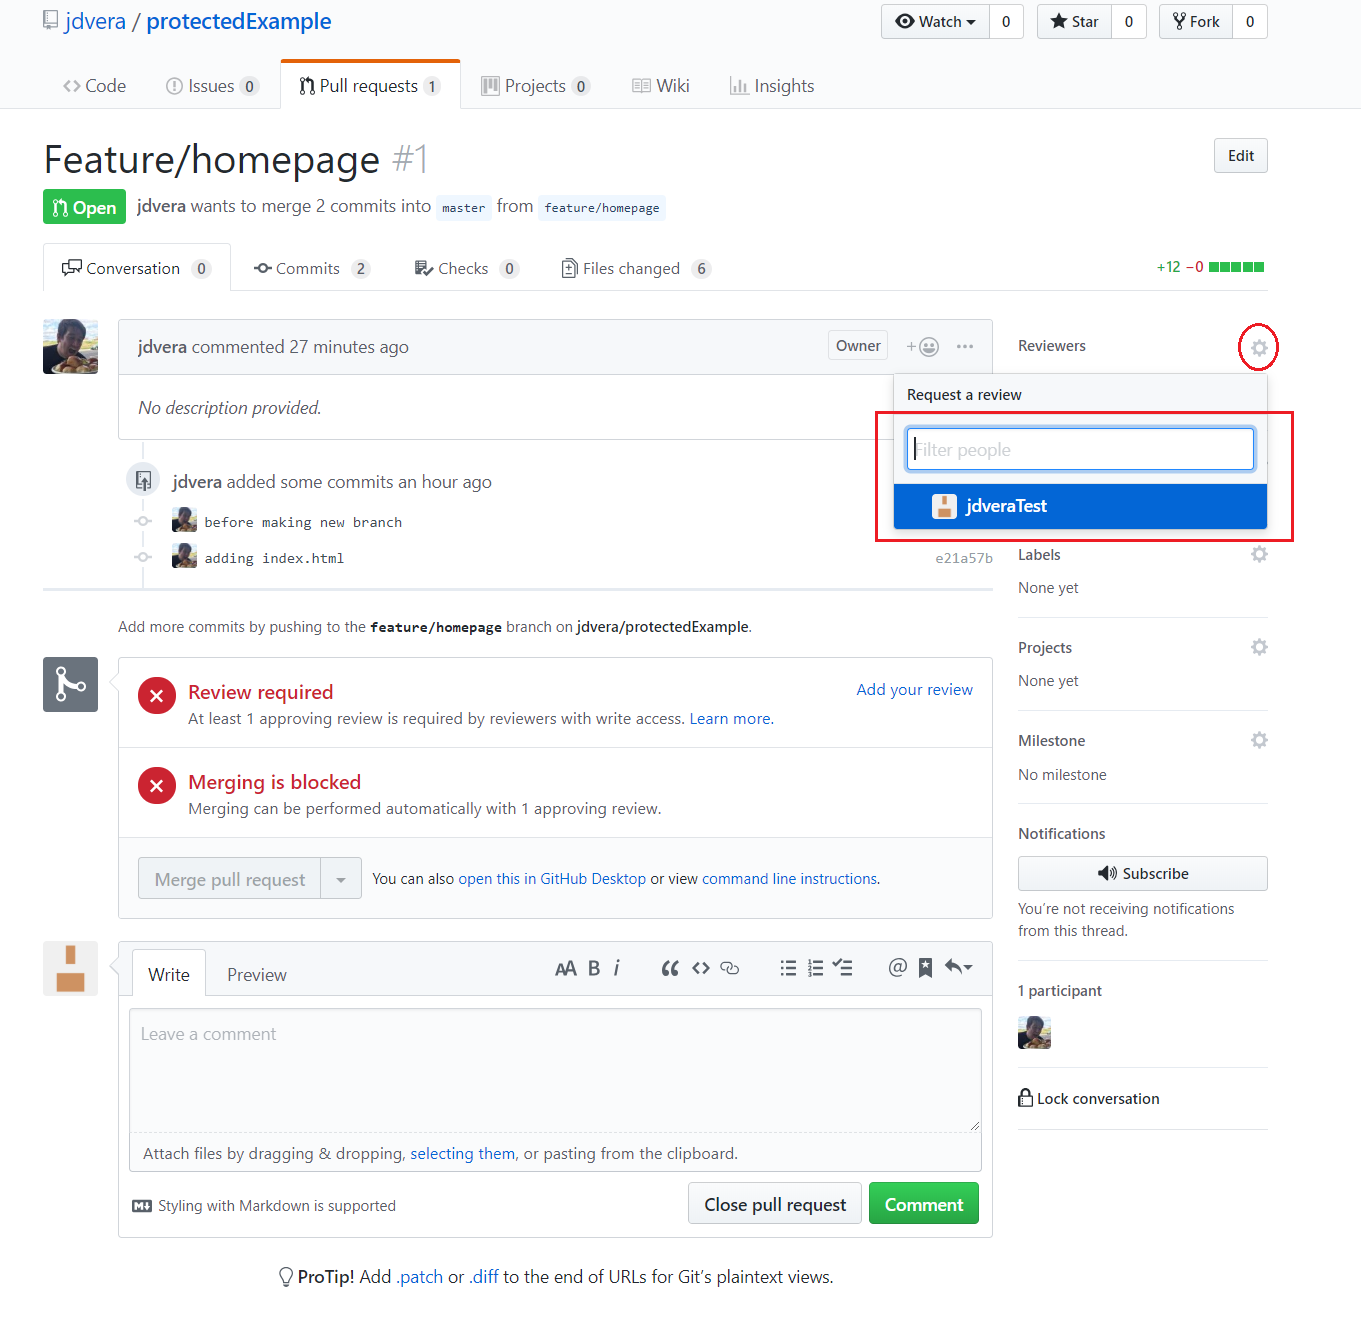 jdvera / protectedExample
Watch 0 Star 0 Fork 0
Code Issues 0 Pull requests 1 Projects 0 Wiki Insights
Feature/homepage #1
Edit
Open jdvera wants to merge 2 commits into master from feature/homepage
Conversation 0 Commits 2 Checks 0 Files changed 6
+12 −0
jdvera commented 27 minutes ago
Owner
No description provided.
jdvera added some commits an hour ago
before making new branch
adding index.html
e21a57b
Reviewers
Request a review
Filter people
jdveraTest
Labels
None yet
Projects
None yet
Milestone
No milestone
Notifications
Subscribe
You're not receiving notifications
from this thread.
1 participant
Lock conversation
Add more commits by pushing to the feature/homepage branch on jdvera/protectedExample.
Review required
Add your review
At least 1 approving review is required by reviewers with write access. Learn more.
Merging is blocked
Merging can be performed automatically with 1 approving review.
Merge pull request
You can also open this in GitHub Desktop or view command line instructions.
Write Preview
AA B i
Leave a comment
Attach files by dragging & dropping, selecting them, or pasting from the clipboard.
Styling with Markdown is supported
Close pull request
Comment
ProTip! Add .patch or .diff to the end of URLs for Git's plaintext views.